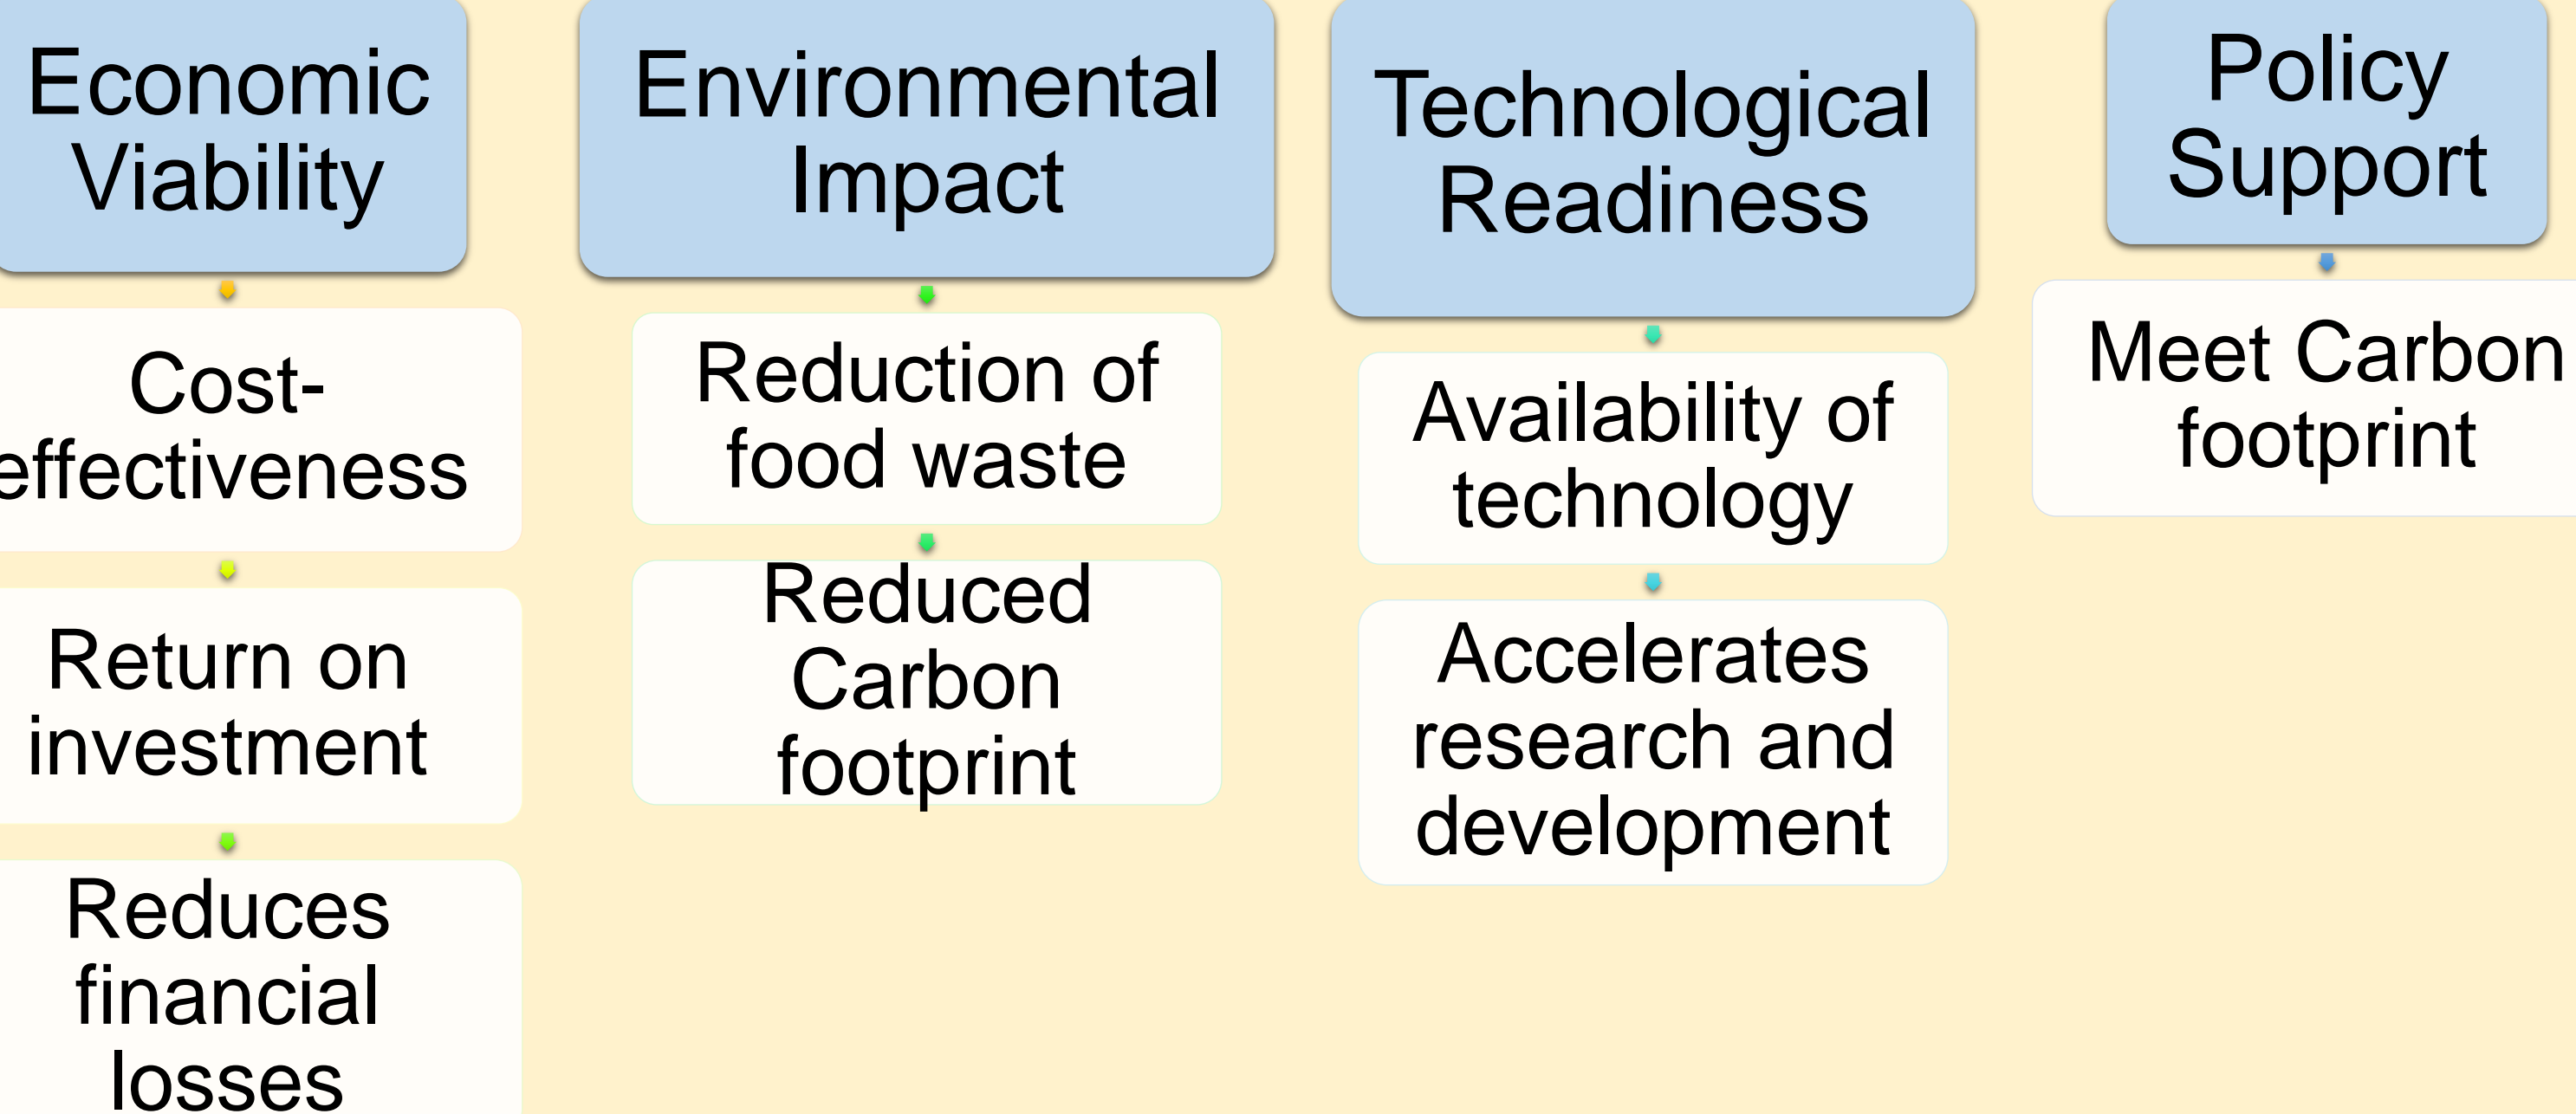 Economic
Viability
Cost-
effectiveness
Return on
investment
Reduces
financial
losses
Environmental
Impact
Reduction of
food waste
Reduced
Carbon
footprint
Technological
Readiness
Availability of
technology
Accelerates
research and
development
Policy
Support
Meet Carbon
footprint